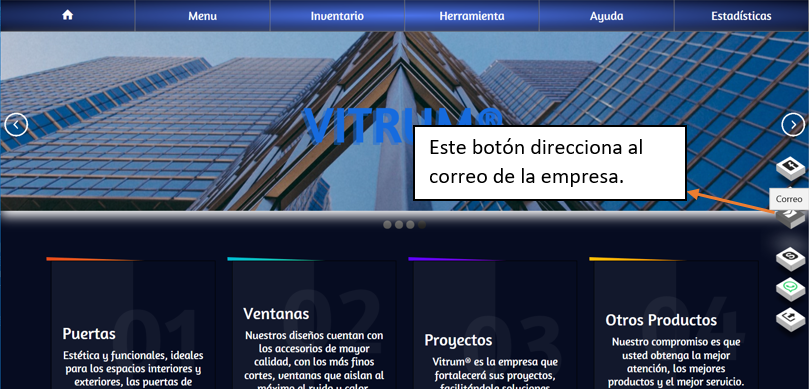 Menu
Inventario
Herramienta
Ayuda
Estadísticas
VITRUM®
Este botón direcciona al
correo de la empresa.
Correo
01
Puertas
Estética y funcionales, ideales
para los espacios interiores y
exteriores, las puertas de
02
Ventanas
Nuestros diseños cuentan con
los accesorios de mayor
calidad, con los más finos
cortes, ventanas que aíslan al
máximo el ruido y calor
03
Proyectos
Vitrum® es la empresa que
fortalecerá sus proyectos,
facilitándole soluciones
04
Otros Productos
Nuestro compromiso es que
usted obtenga la mejor
atención, los mejores
productos y el mejor servicio.